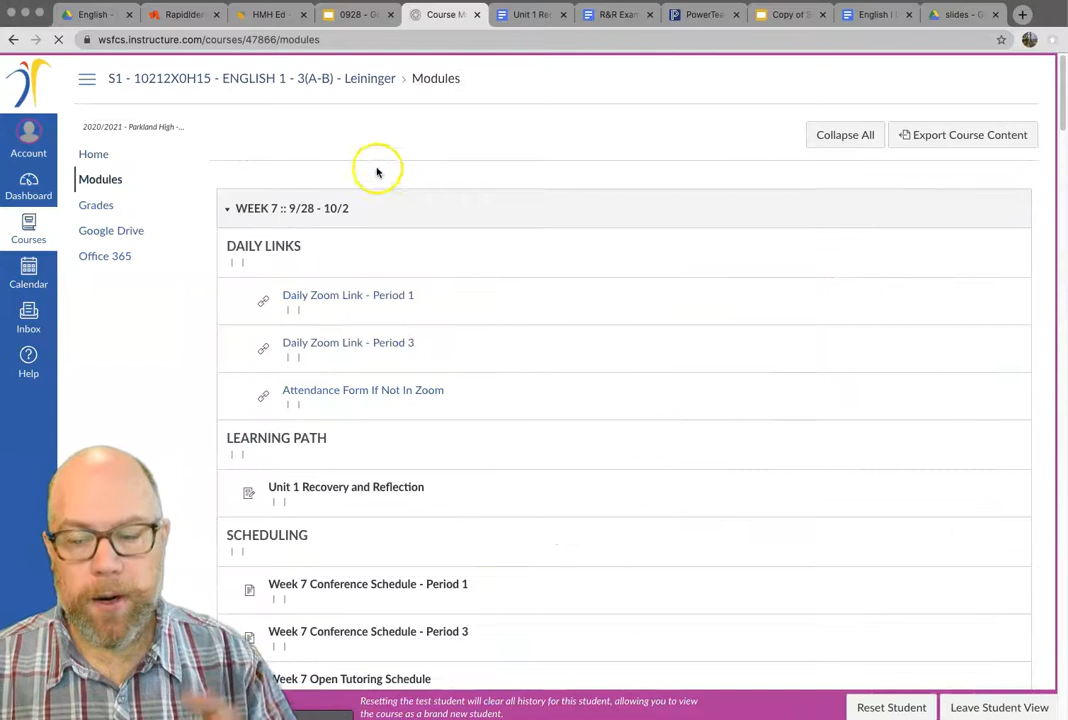 English -
RapidIder
HMH Ed -
0928 - G
Course M
Unit 1 Rec
R&R Exam
PowerTea
Copy of S
English I
slides - G
wsfcs.instructure.com/courses/47866/modules
S1 - 10212X0H15 - ENGLISH 1 - 3(A-B) - Leininger › Modules
2020/2021 - Parkland High -...
Collapse All
Export Course Content
Account
Dashboard
Courses
Calendar
Inbox
Help
Home
Modules
Grades
Google Drive
Office 365
WEEK 7 :: 9/28 - 10/2
DAILY LINKS
Daily Zoom Link - Period 1
Daily Zoom Link - Period 3
Attendance Form If Not In Zoom
LEARNING PATH
Unit 1 Recovery and Reflection
SCHEDULING
Week 7 Conference Schedule - Period 1
Week 7 Conference Schedule - Period 3
Week 7 Open Tutoring Schedule
Resetting the test student will clear all history for this student, allowing you to view
the course as a brand new student.
Reset Student
Leave Student View